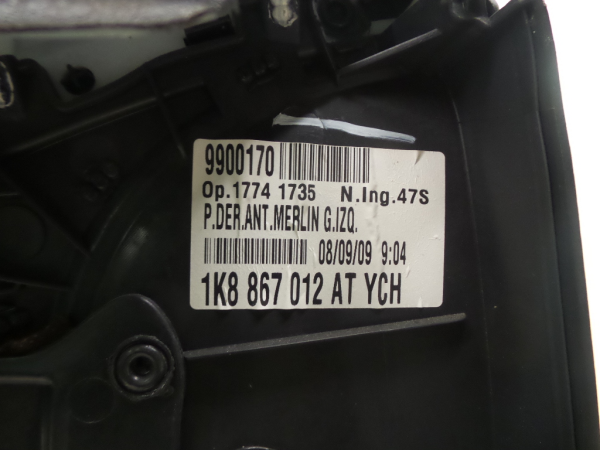 9900170
Op.1774 1735 N.Ing.47S
P.DER.ANT.MERLIN G.IZQ.
08/09/09 9:04
1K8 867 012 AT YCH